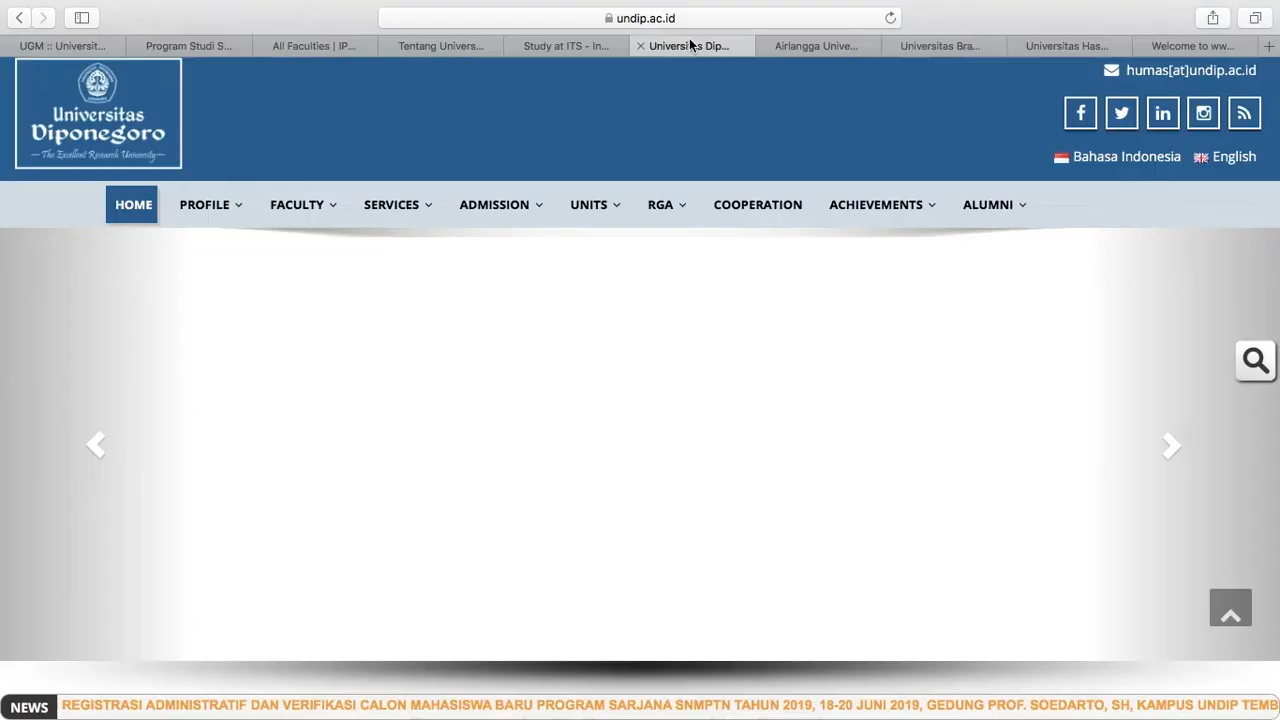 undip.ac.id
UGM :: Universit... Program Studi S... All Faculties | IP... Tentang Univers... Study at ITS - In... Universitas Dip... Airlangga Unive... Universitas Bra... Universitas Has... Welcome to ww...
humas[at]undip.ac.id
Universitas
Diponegoro
The Excellent Research University
Bahasa Indonesia English
HOME PROFILE FACULTY SERVICES ADMISSION UNITS RGA COOPERATION ACHIEVEMENTS ALUMNI
NEWS REGISTRASI ADMINISTRATIF DAN VERIFIKASI CALON MAHASISWA BARU PROGRAM SARJANA SNMPTN TAHUN 2019, 18-20 JUNI 2019, GEDUNG PROF. SOEDARTO, SH, KAMPUS UNDIP TEMB